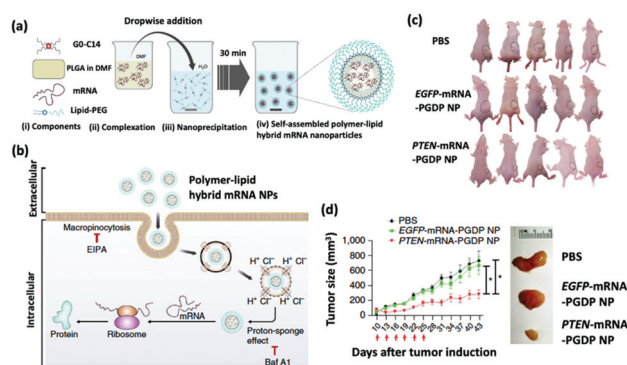 (a)
Dropwise addition
G0-C14
PLGA in DMF
mRNA
Lipid-PEG
DMF
H₂O
30 min
(i) Components
(ii) Complexation
(iii) Nanoprecipitation
(iv) Self-assembled polymer-lipid
hybrid mRNA nanoparticles
(b)
Extracellular
Intracellular
Polymer-lipid
hybrid mRNA NPs
Macropinocytosis
EIPA
H⁺ Cl⁻
H⁺ Cl⁻
H⁺ Cl⁻
H⁺ Cl⁻
mRNA
Protein
Ribosome
Proton-sponge
effect
Baf A1
(c)
PBS
EGFP-mRNA
-PGDP NP
PTEN-mRNA
-PGDP NP
(d)
PBS
EGFP-mRNA-PGDP NP
PTEN-mRNA-PGDP NP
Tumor size (mm³)
1,000
800
600
400
200
0
10
13
16
19
22
25
28
31
34
37
40
43
*
*
Days after tumor induction
PBS
EGFP-mRNA
-PGDP NP
PTEN-mRNA
-PGDP NP